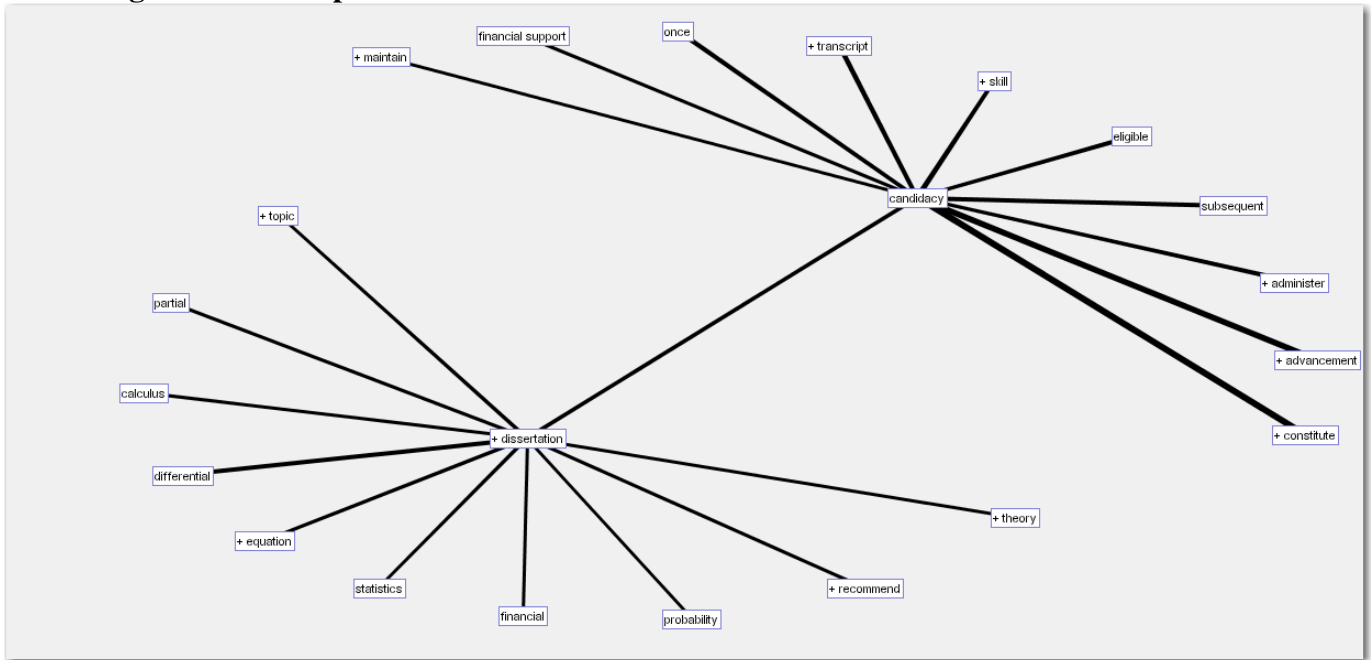 financial support
once
+ transcript
+ maintain
+ skill
eligible
candidacy
subsequent
+ topic
+ administer
partial
+ advancement
calculus
+ constitute
+ dissertation
differential
+ theory
+ equation
statistics
+ recommend
financial
probability